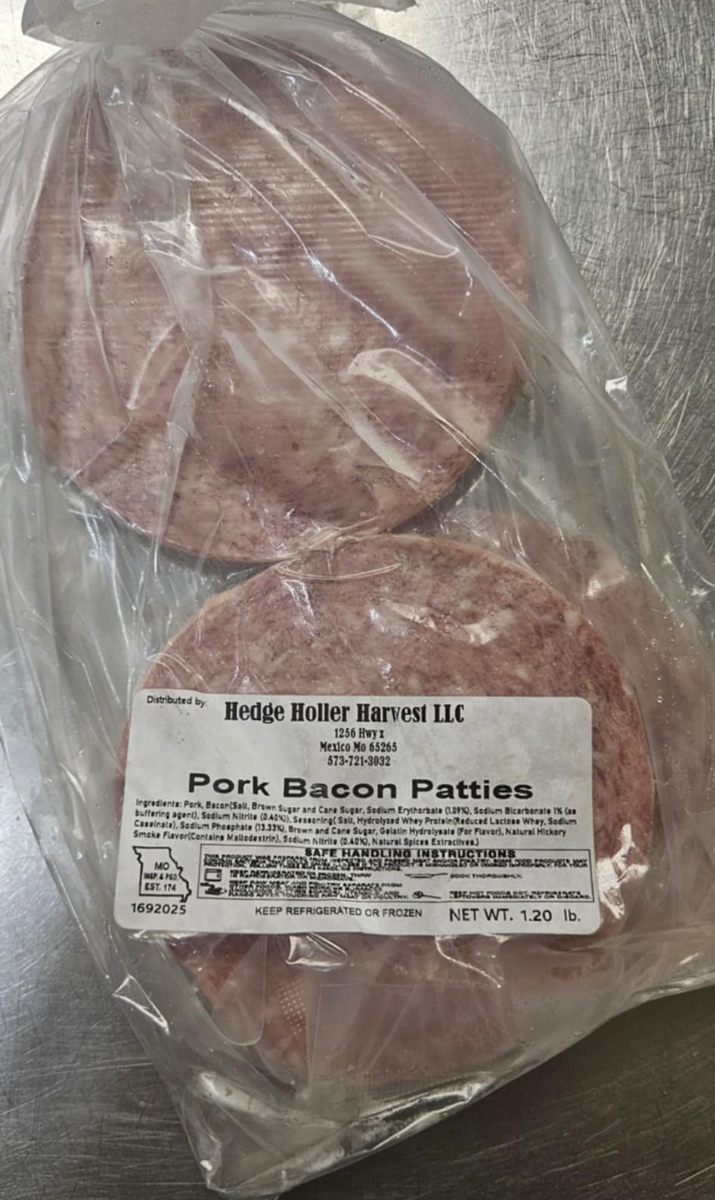 Distributed by:
Hedge Holler Harvest LLC
1256 Hwy z
Mexico Mo 65265
573-721-3032
Pork Bacon Patties
Ingredients: Pork, Bacon(Salt, Brown Sugar and Cane Sugar, Sodium Erythorbate (1.09%), Sodium Bicarbonate 1% (as
buffering agent), Sodium Nitrite (0.40%)), Seasoning( Salt, Hydrolyzed Whey Protein(Reduced Lactose Whey, Sodium
Caseinate), Sodium Phosphate (13.33%), Brown and Cane Sugar, Gelatin Hydrolysate (For Flavor), Natural Hickory
Smoke Flavor(Contains Maltodextrin), Sodium Nitrite (0.40%), Natural Spices Extractives.)
SAFE HANDLING INSTRUCTIONS
COOK THOROUGHLY.
MO
INSP. & PSD.
EST. 174
1692025
KEEP REFRIGERATED OR FROZEN
NET WT. 1.20 lb.